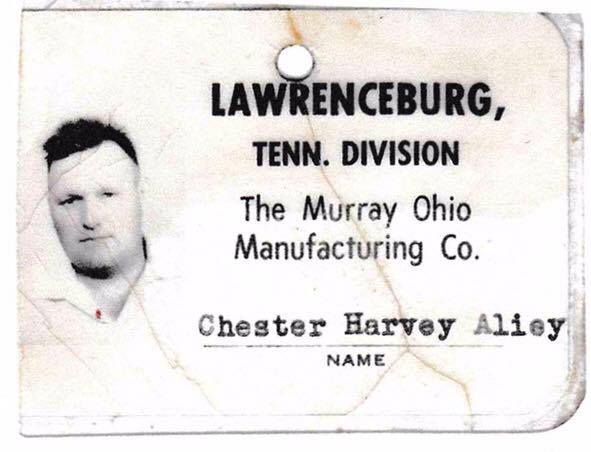 LAWRENCEBURG,
TENN. DIVISION
The Murray Ohio
Manufacturing Co.
Chester Harvey Aliey
NAME